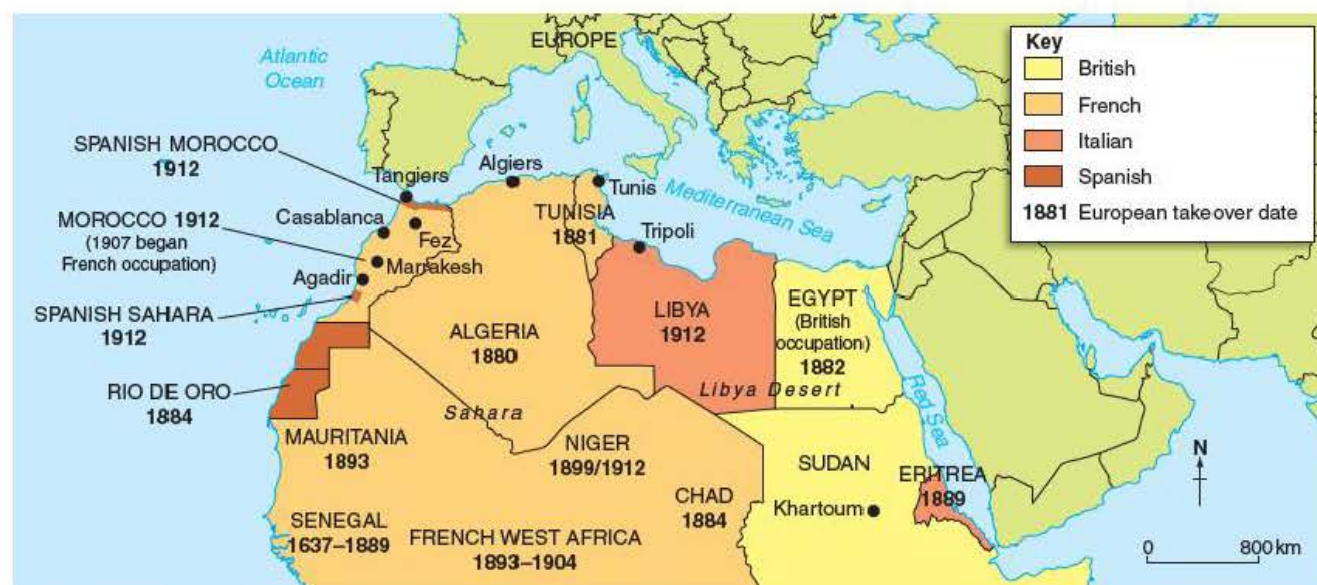 EUROPE
Atlantic
Ocean
SPANISH MOROCCO
1912
Tangiers
Algiers
Tunis
Mediterranean Sea
Casablanca
MOROCCO 1912
(1907 began
French occupation)
Fez
Marrakesh
Agadir
TUNISIA
1881
Tripoli
SPANISH SAHARA
1912
ALGERIA
1880
LIBYA
1912
EGYPT
(British
occupation)
1882
RIO DE ORO
1884
Sahara
Libya Desert
Red Sea
MAURITANIA
1893
NIGER
1899/1912
SUDAN
ERITREA
1889
CHAD
1884
Khartoum
SENEGAL
1637–1889
FRENCH WEST AFRICA
1893–1904
Key
British
French
Italian
Spanish
1881 European takeover date
N
0 800 km